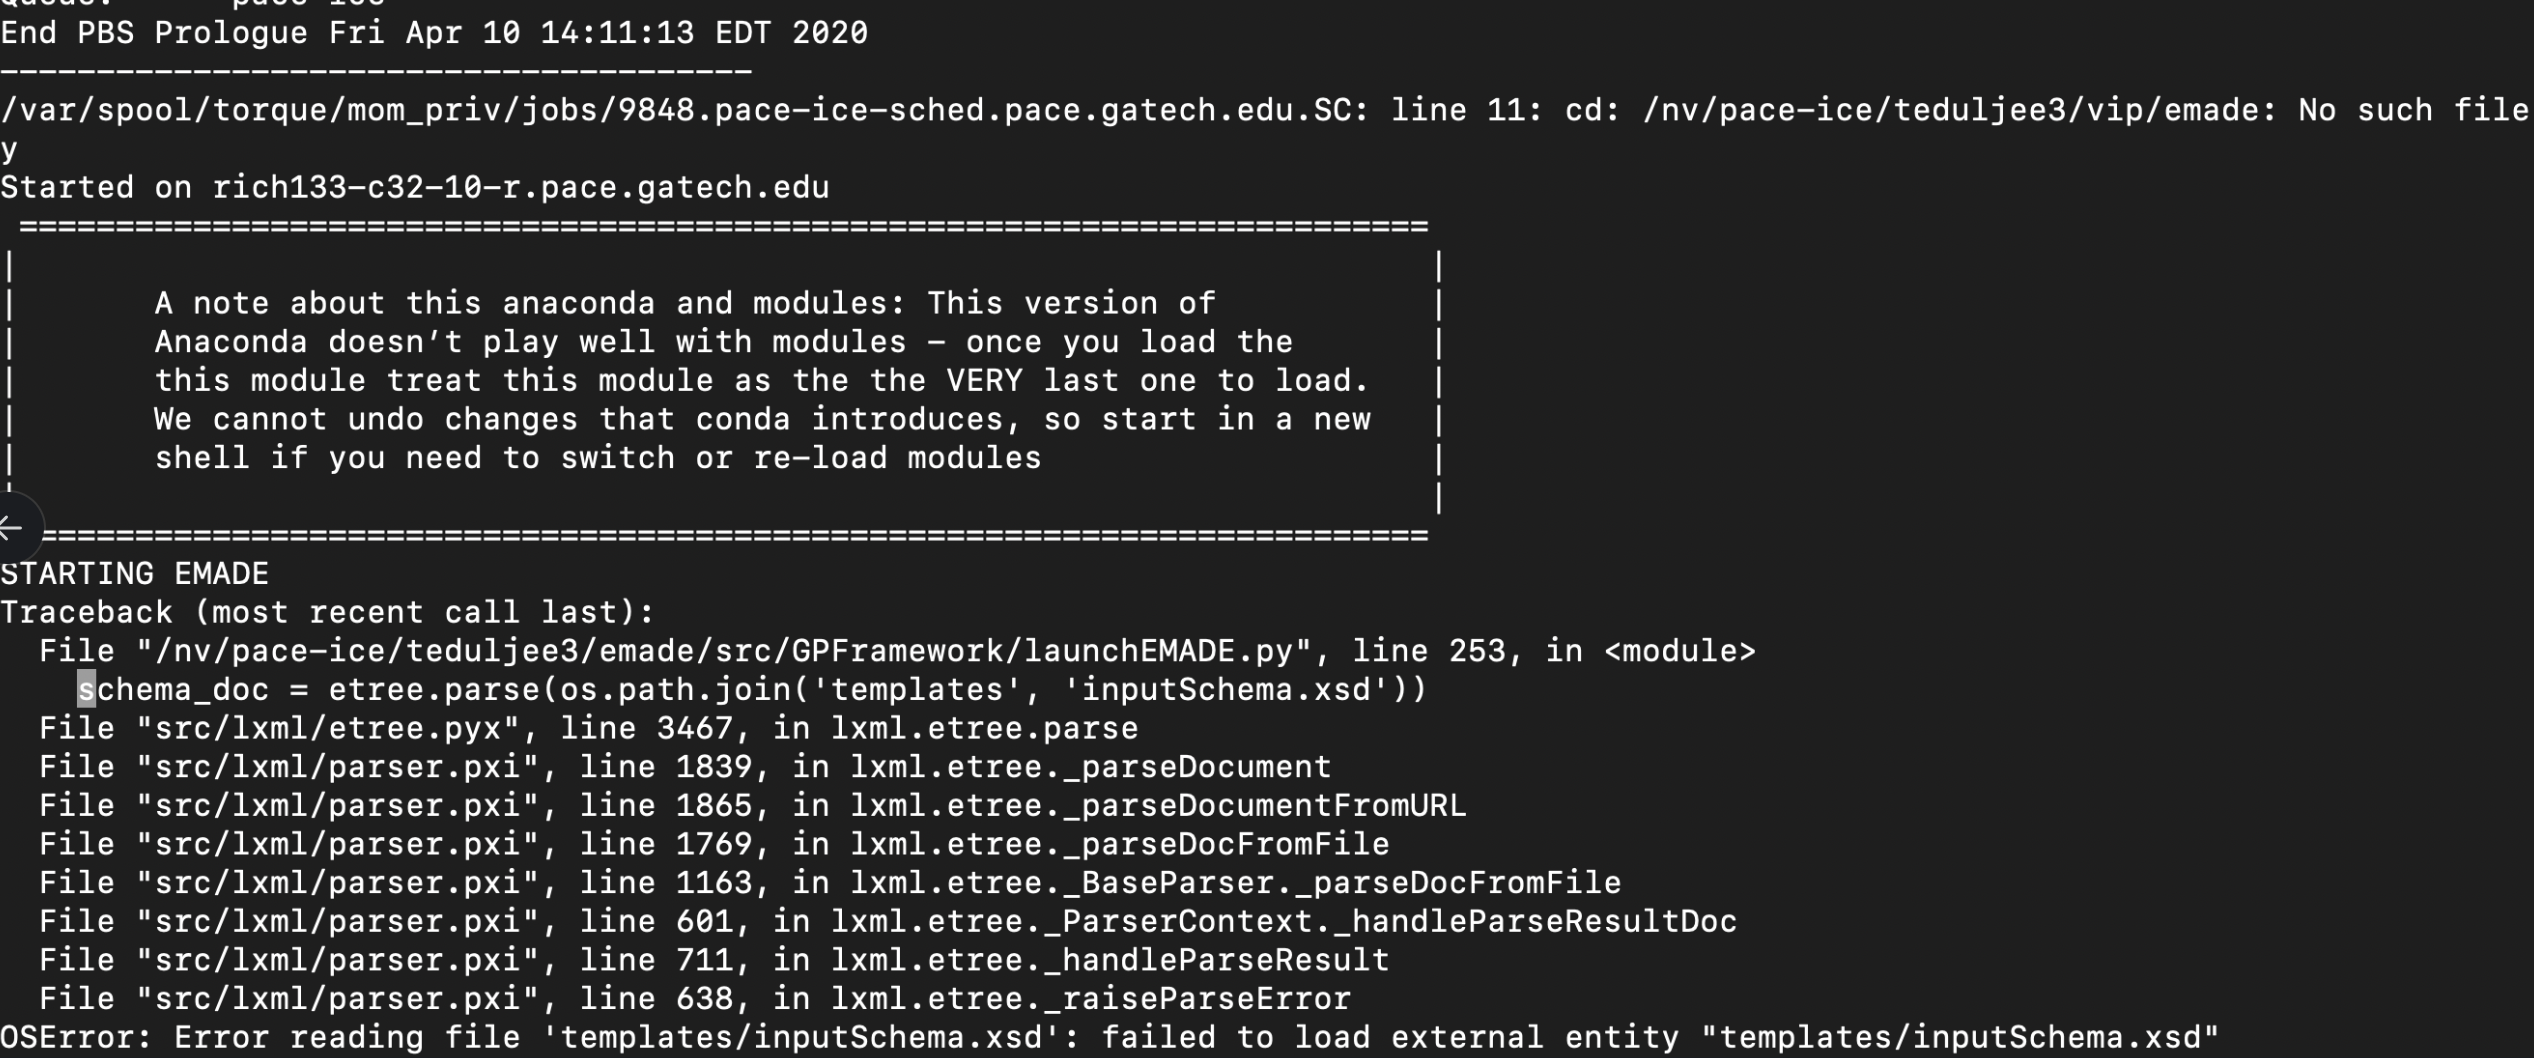 End PBS Prologue Fri Apr 10 14:11:13 EDT 2020
---------------------------------------
/var/spool/torque/mom_priv/jobs/9848.pace-ice-sched.pace.gatech.edu.SC: line 11: cd: /nv/pace-ice/teduljee3/vip/emade: No such file
y
Started on rich133-c32-10-r.pace.gatech.edu
 =========================================================================
|                                                                          |
|       A note about this anaconda and modules: This version of            |
|       Anaconda doesn't play well with modules - once you load the        |
|       this module treat this module as the the VERY last one to load.    |
|       We cannot undo changes that conda introduces, so start in a new    |
|       shell if you need to switch or re-load modules                     |
|                                                                          |
 =========================================================================
STARTING EMADE
Traceback (most recent call last):
  File "/nv/pace-ice/teduljee3/emade/src/GPFramework/launchEMADE.py", line 253, in <module>
    schema_doc = etree.parse(os.path.join('templates', 'inputSchema.xsd'))
  File "src/lxml/etree.pyx", line 3467, in lxml.etree.parse
  File "src/lxml/parser.pxi", line 1839, in lxml.etree._parseDocument
  File "src/lxml/parser.pxi", line 1865, in lxml.etree._parseDocumentFromURL
  File "src/lxml/parser.pxi", line 1769, in lxml.etree._parseDocFromFile
  File "src/lxml/parser.pxi", line 1163, in lxml.etree._BaseParser._parseDocFromFile
  File "src/lxml/parser.pxi", line 601, in lxml.etree._ParserContext._handleParseResultDoc
  File "src/lxml/parser.pxi", line 711, in lxml.etree._handleParseResult
  File "src/lxml/parser.pxi", line 638, in lxml.etree._raiseParseError
OSError: Error reading file 'templates/inputSchema.xsd': failed to load external entity "templates/inputSchema.xsd"